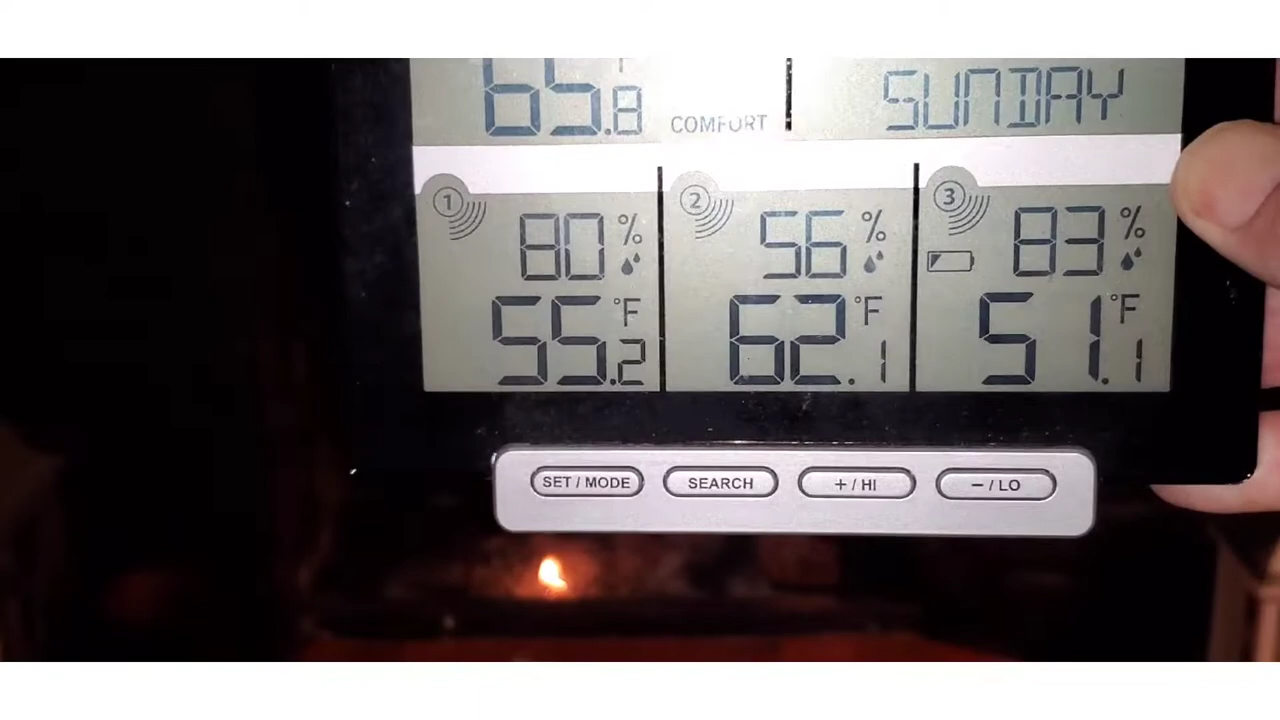 65.8 COMFORT SUNDAY
1 80 % 2 56 % 3 83 %
55.2 °F 62.1 °F 51.1 °F
SET / MODE SEARCH + / HI − / LO